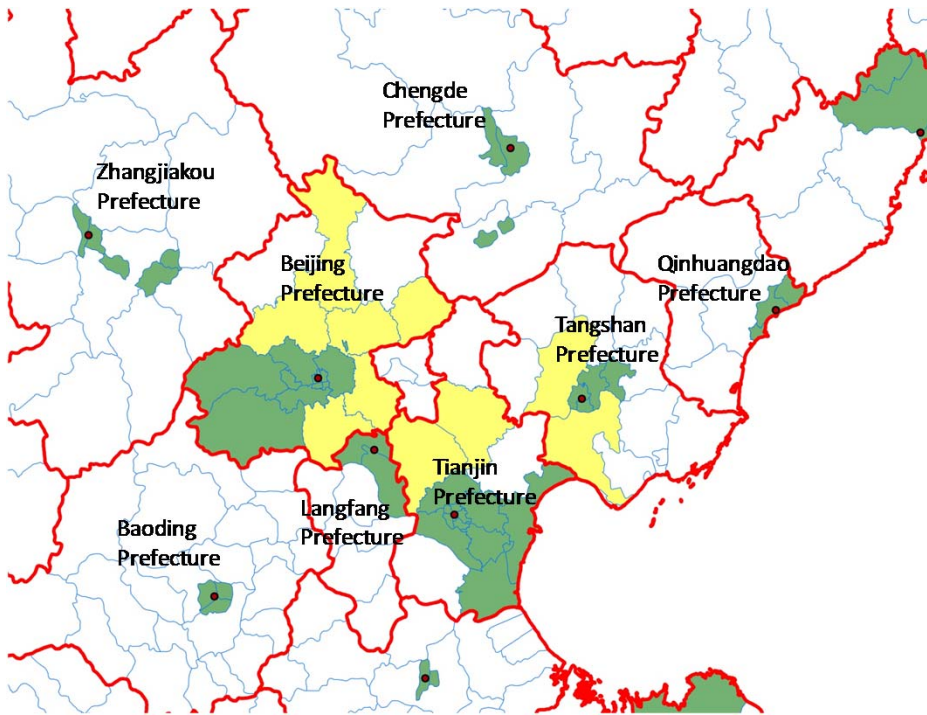 Chengde
Prefecture
Zhangjiakou
Prefecture
Beijing
Prefecture
Qinhuangdao
Prefecture
Tangshan
Prefecture
Tianjin
Prefecture
Langfang
Prefecture
Baoding
Prefecture